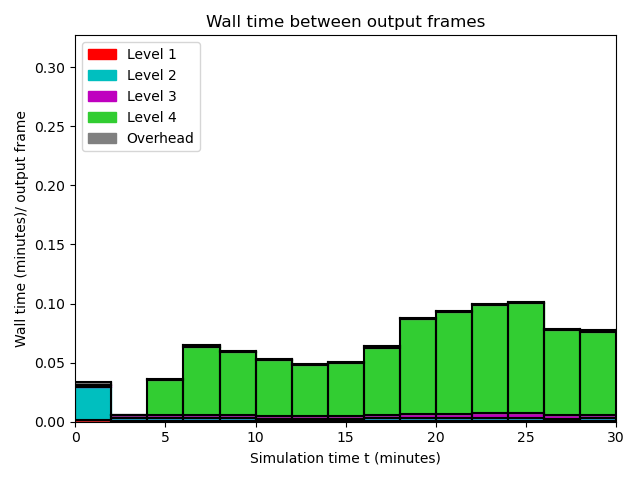 Wall time between output frames
Level 1
Level 2
Level 3
Level 4
Overhead
Wall time (minutes)/ output frame
0.30
0.25
0.20
0.15
0.10
0.05
0.00
0 5 10 15 20 25 30
Simulation time t (minutes)